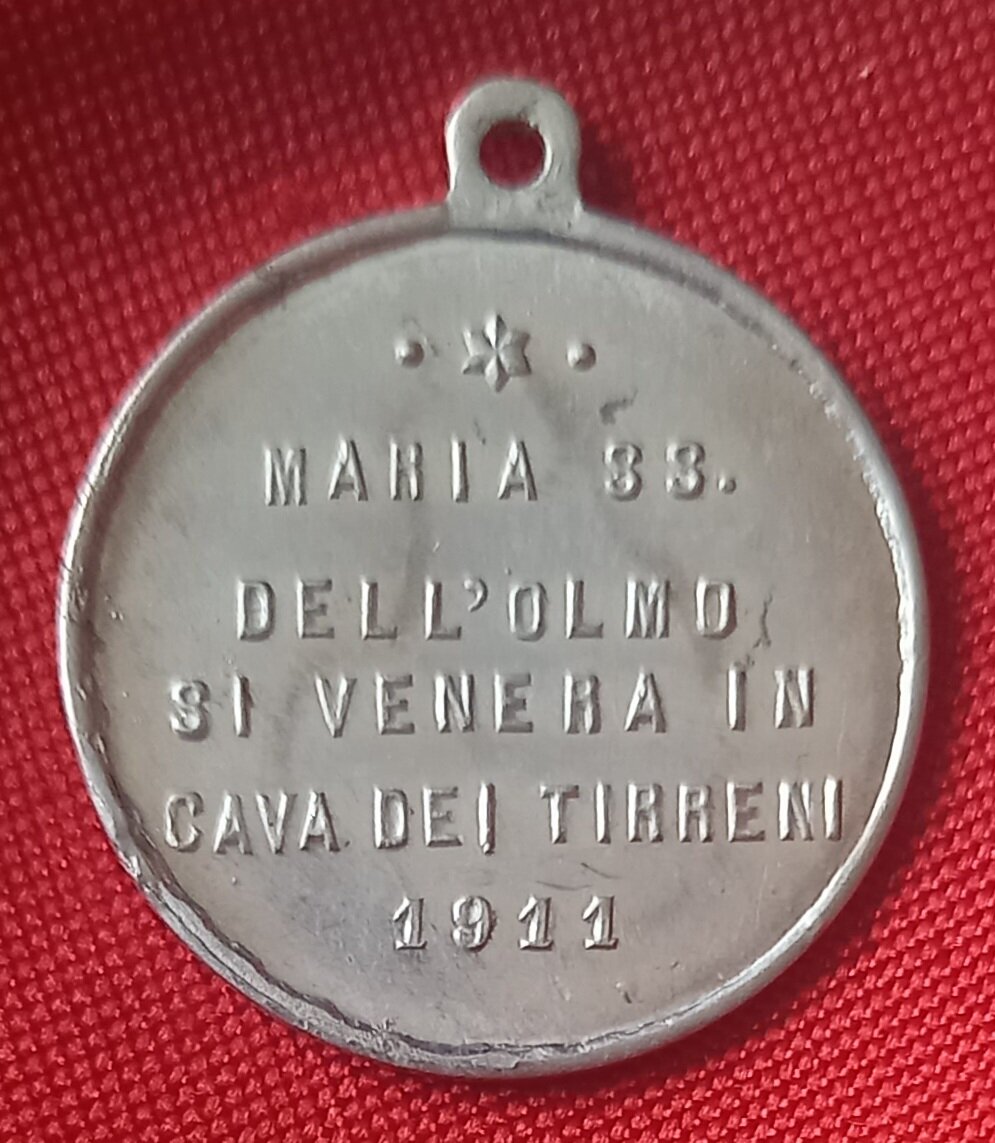 MARIA SS.
DELL'OLMO
SI VENERA IN
CAVA DEI TIRRENI
1911